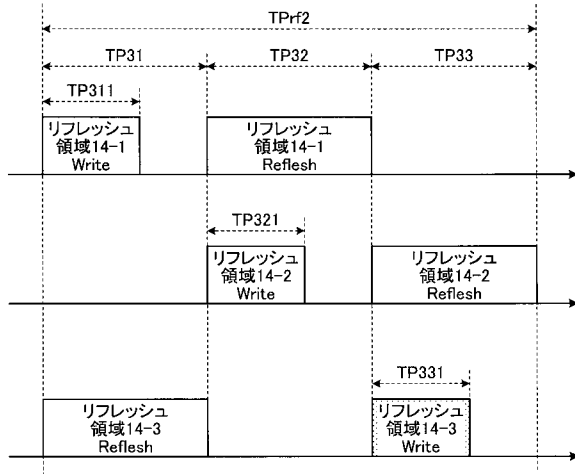 TPrf2
TP31
TP32
TP33
TP311
リフレッシュ
領域14-1
Write
リフレッシュ
領域14-1
Reflesh
TP321
リフレッシュ
領域14-2
Write
リフレッシュ
領域14-2
Reflesh
TP331
リフレッシュ
領域14-3
Reflesh
リフレッシュ
領域14-3
Write